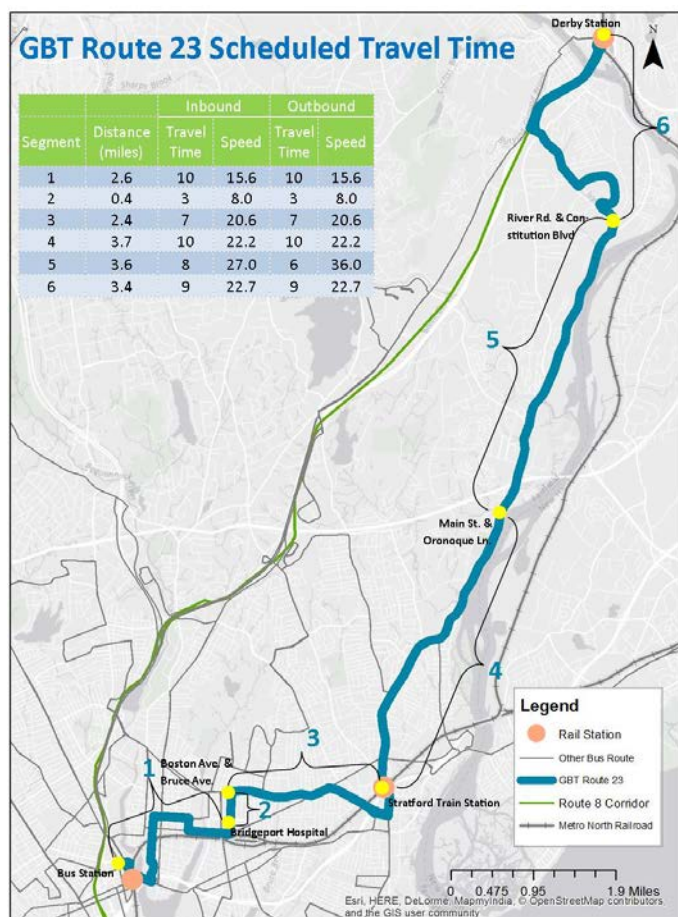 Derby Station
GBT Route 23 Scheduled Travel Time
N
Inbound Outbound
Segment Distance (miles) Travel Time Speed Travel Time Speed
1 2.6 10 15.6 10 15.6
2 0.4 3 8.0 3 8.0
3 2.4 7 20.6 7 20.6
4 3.7 10 22.2 10 22.2
5 3.6 8 27.0 6 36.0
6 3.4 9 22.7 9 22.7
6
River Rd. & Con-
stitution Blvd
5
Main St. &
Oronoque Ln.
4
3
Boston Ave. &
Bruce Ave.
1
2
Stratford Train Station
Bridgeport Hospital
Bus Station
Legend
Rail Station
Other Bus Route
GBT Route 23
Route 8 Corridor
Metro North Railroad
0 0.475 0.95 1.9 Miles
Esri, HERE, DeLorme, MapmyIndia, © OpenStreetMap contributors
and the GIS user community